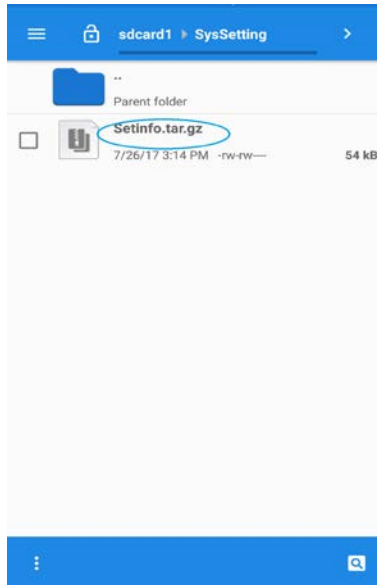 sdcard1 SysSetting
..
Parent folder
Setinfo.tar.gz
7/26/17 3:14 PM -rw-rw---- 54 kB